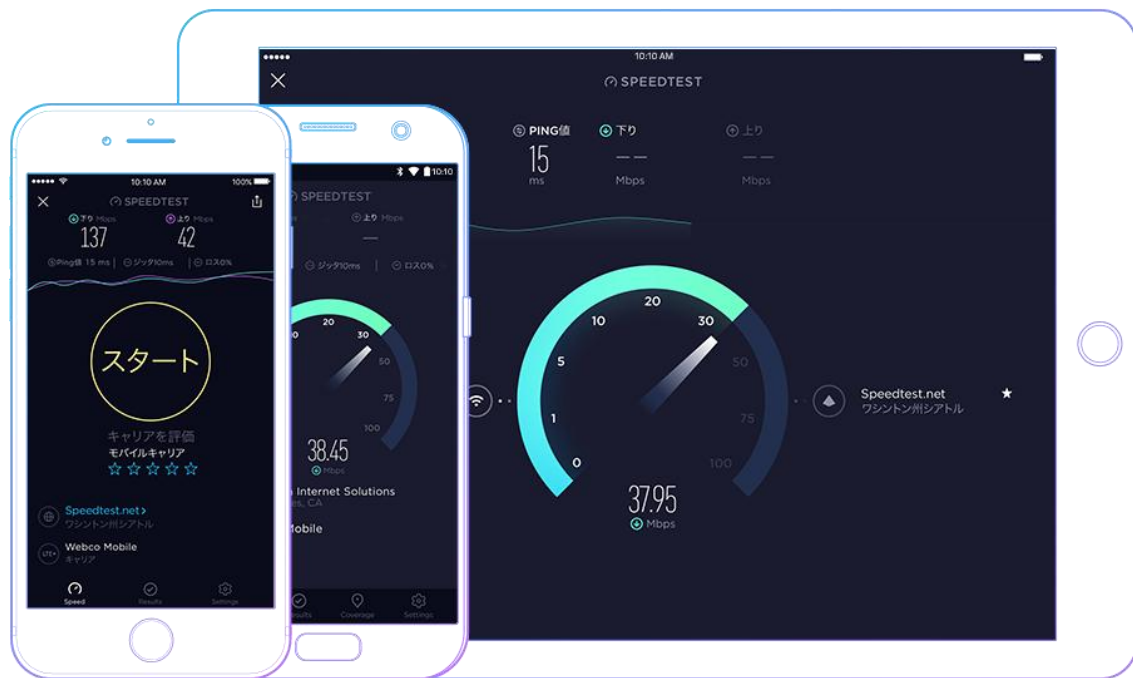 10:10 AM
SPEEDTEST
PING値
15
ms
下り
Mbps
上り
Mbps
0
1
5
10
20
30
50
75
100
37.95
Mbps
Speedtest.net
ワシントン州シアトル
10:10 AM
100%
SPEEDTEST
下り Mbps
137
上り Mbps
42
Ping値 15 ms
ジッタ10ms
ロス0%
スタート
キャリアを評価
モバイルキャリア
Speedtest.net
ワシントン州シアトル
LTE+
Webco Mobile
キャリア
Speed
Results
Settings
10:10
SPEEDTEST
上り Mbps
ジッタ10ms
ロス0%
20
30
50
75
100
38.45
Mbps
Internet Solutions
CA
Mobile
Coverage
Settings